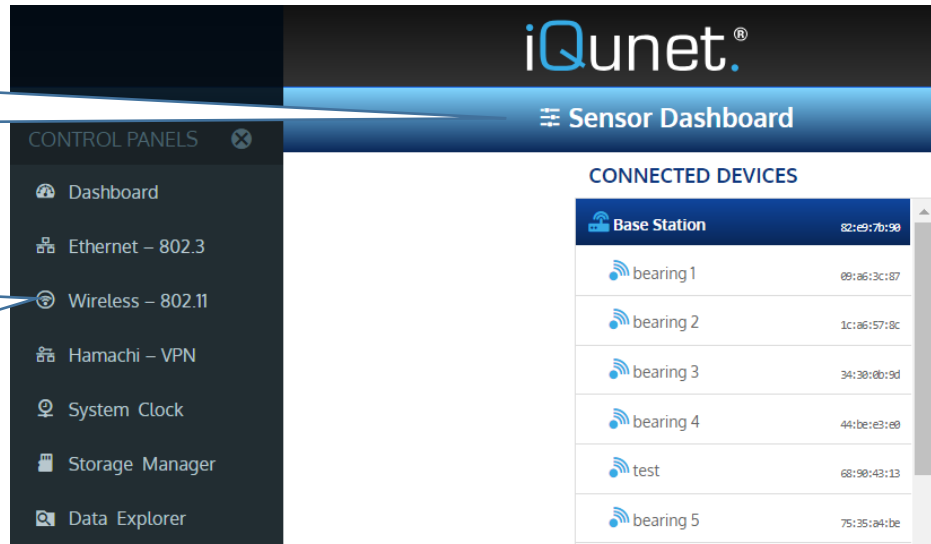 iQunet.®
Sensor Dashboard
CONTROL PANELS
Dashboard
Ethernet – 802.3
Wireless – 802.11
Hamachi – VPN
System Clock
Storage Manager
Data Explorer
CONNECTED DEVICES
Base Station 82:e9:7b:90
bearing 1 09:a6:3c:87
bearing 2 1c:a6:57:8c
bearing 3 34:30:0b:9d
bearing 4 44:be:e3:e0
test 68:90:43:13
bearing 5 75:35:a4:be